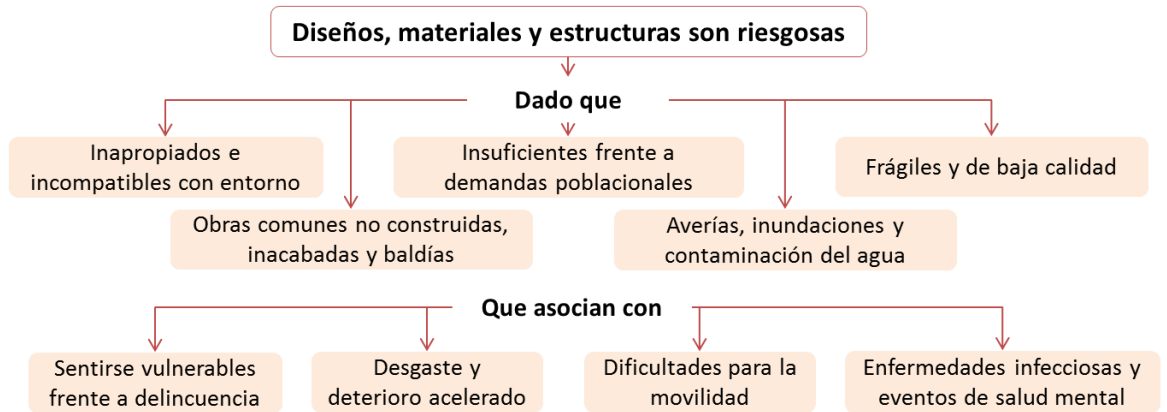 Diseños, materiales y estructuras son riesgosas
Dado que
Inapropiados e
incompatibles con entorno
Insuficientes frente a
demandas poblacionales
Frágiles y de baja calidad
Obras comunes no construidas,
inacabadas y baldías
Averías, inundaciones y
contaminación del agua
Que asocian con
Sentirse vulnerables
frente a delincuencia
Desgaste y
deterioro acelerado
Dificultades para la
movilidad
Enfermedades infecciosas y
eventos de salud mental